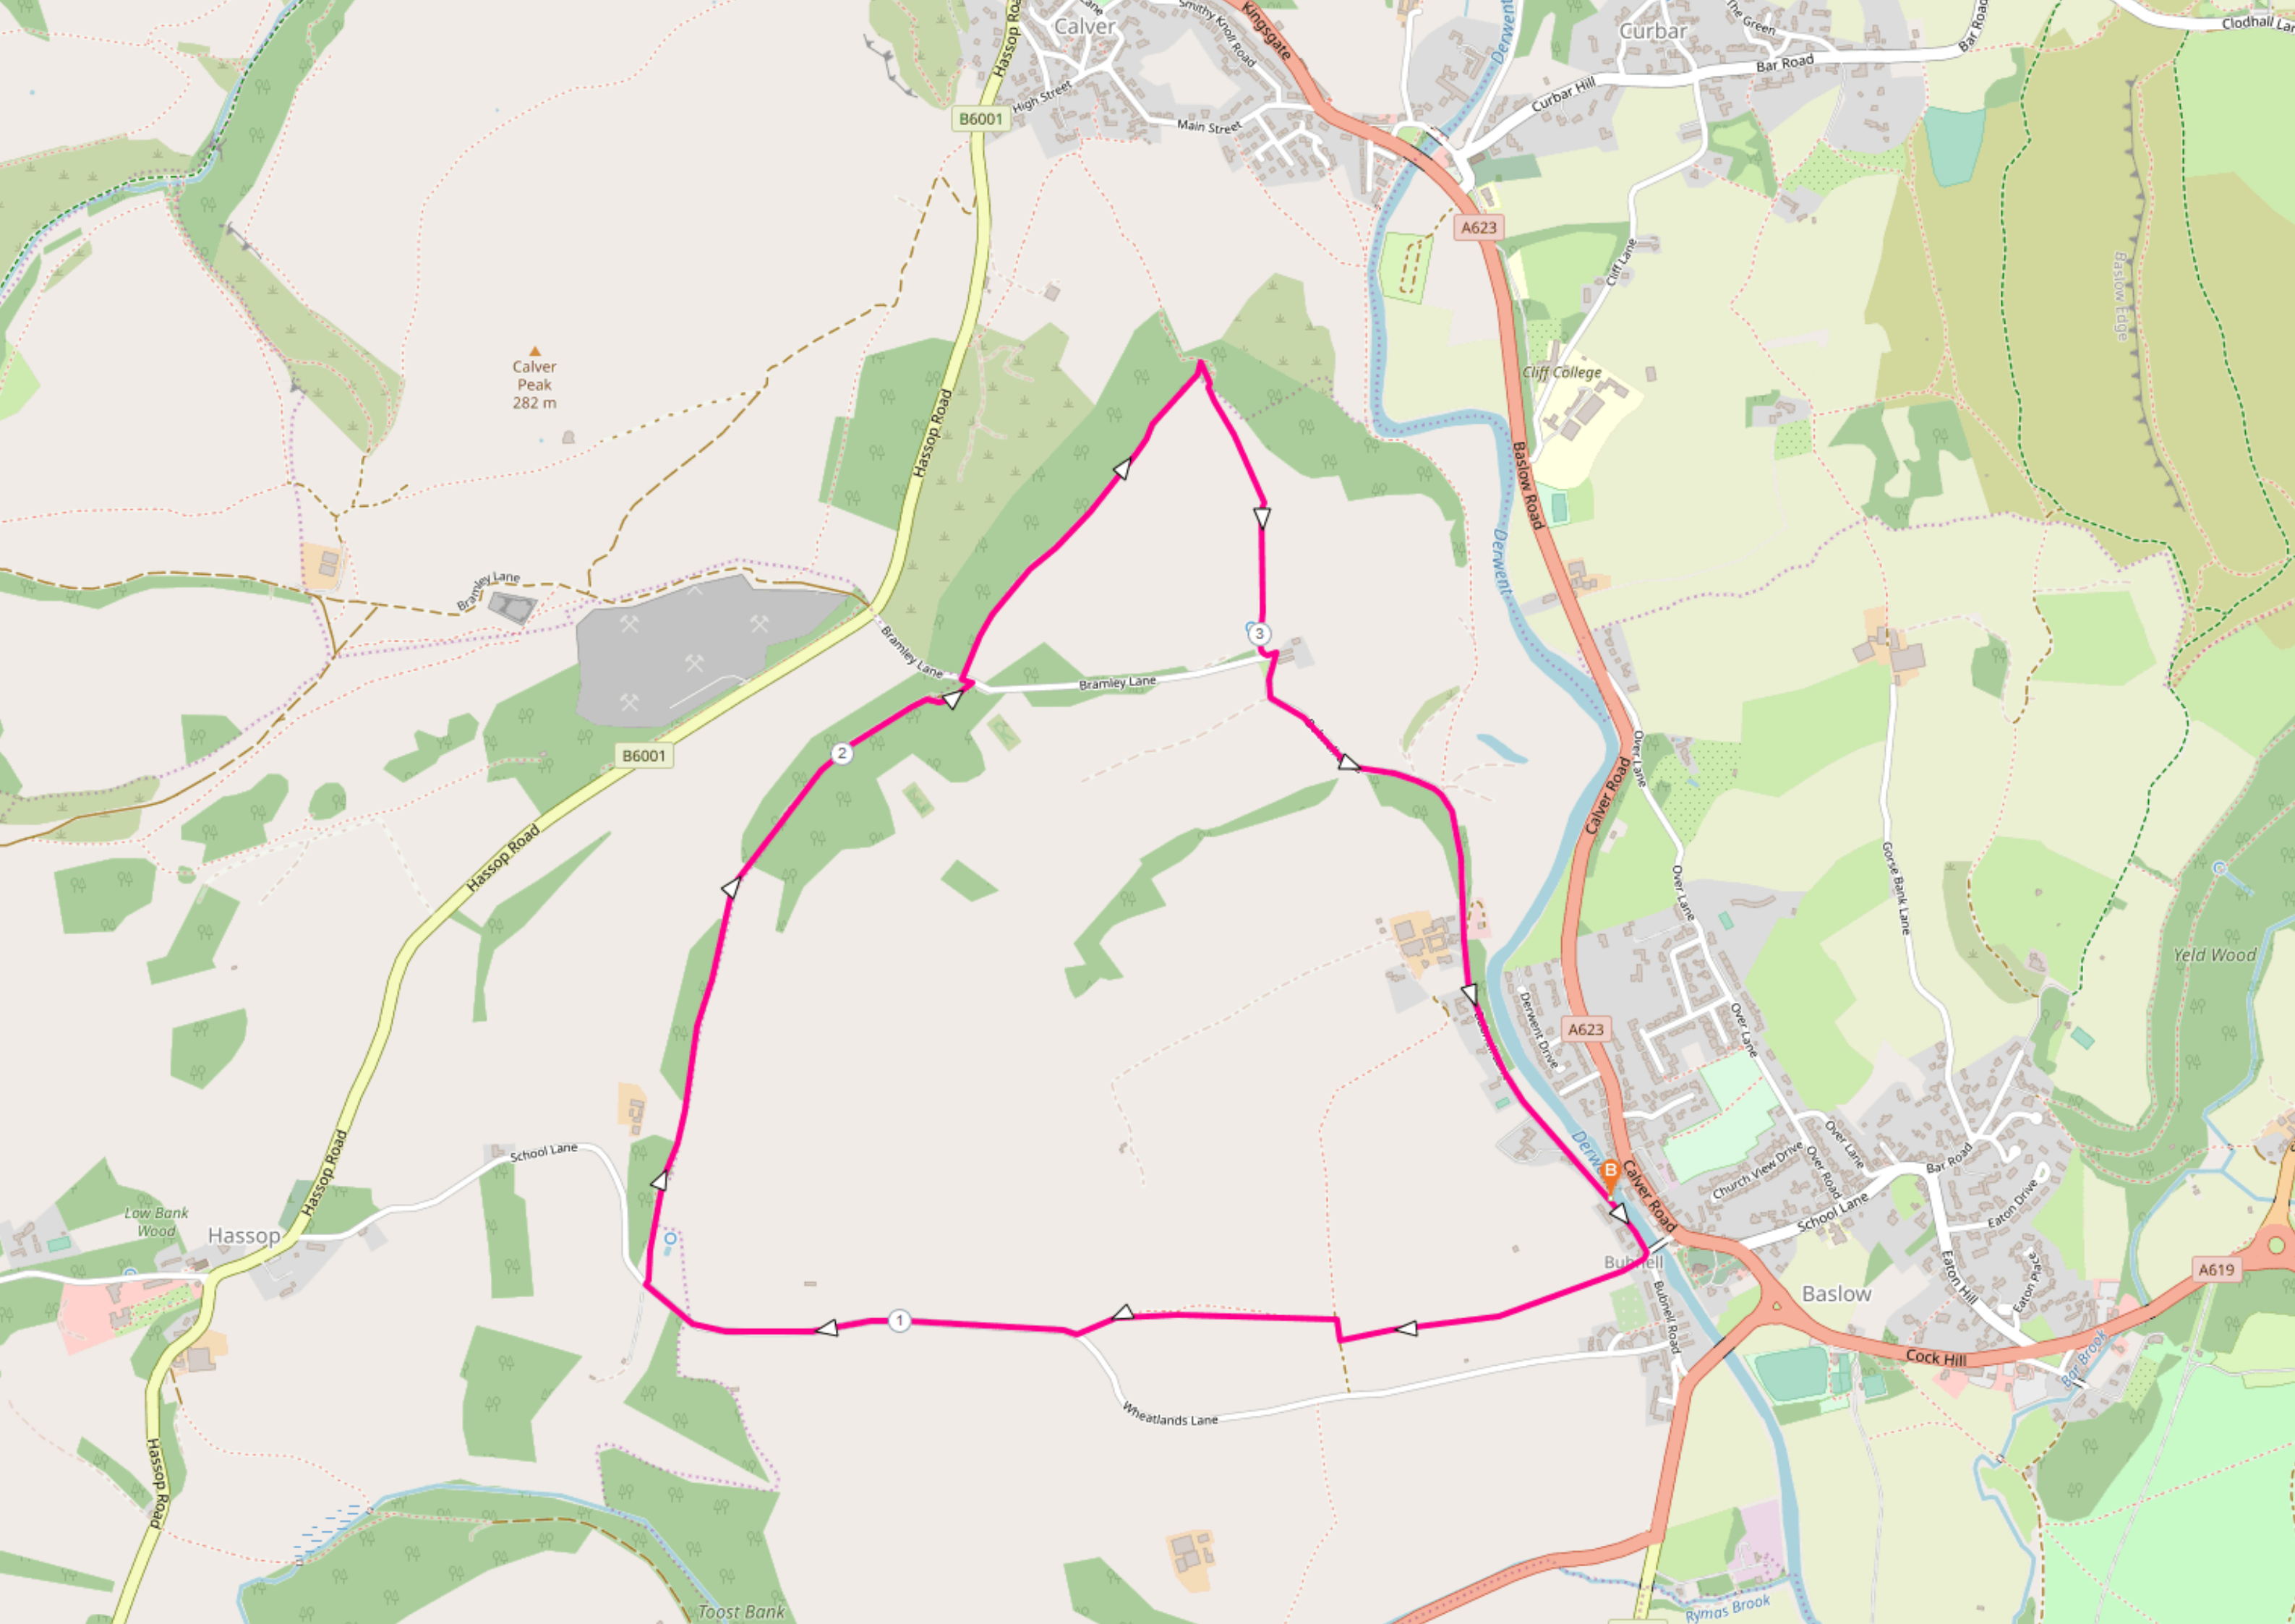 Calver
Lane
Smithy Knoll Road
Kingsgate
Hassop Roa
High Street
Main Street
B6001
Curbar
The Green
Bar Road
Bar Road
Clodhall Lan
Curbar Hill
A623
Cliff Lane
Baslow Edge
Calver
Peak
282 m
Cliff College
Hassop Road
Baslow Road
Derwent
Bramley Lane
Bramley Lane
3
Bramley Lane
2
B6001
Over Lane
Calver Road
Hassop Road
Over Lane
Gorse Bank Lane
Yeld Wood
Derwent Drive
Over Lane
A623
School Lane
Hassop Road
Low Bank
Wood
Hassop
B
Calver Road
Church View Drive
Over Lane
Over Road
Bar Road
School Lane
Eaton Drive
Eaton Hill
Eaton Place
A619
Baslow
Bubnell Road
1
Cock Hill
Bar Brook
Wheatlands Lane
Hassop Road
Toost Bank
Rymas Brook